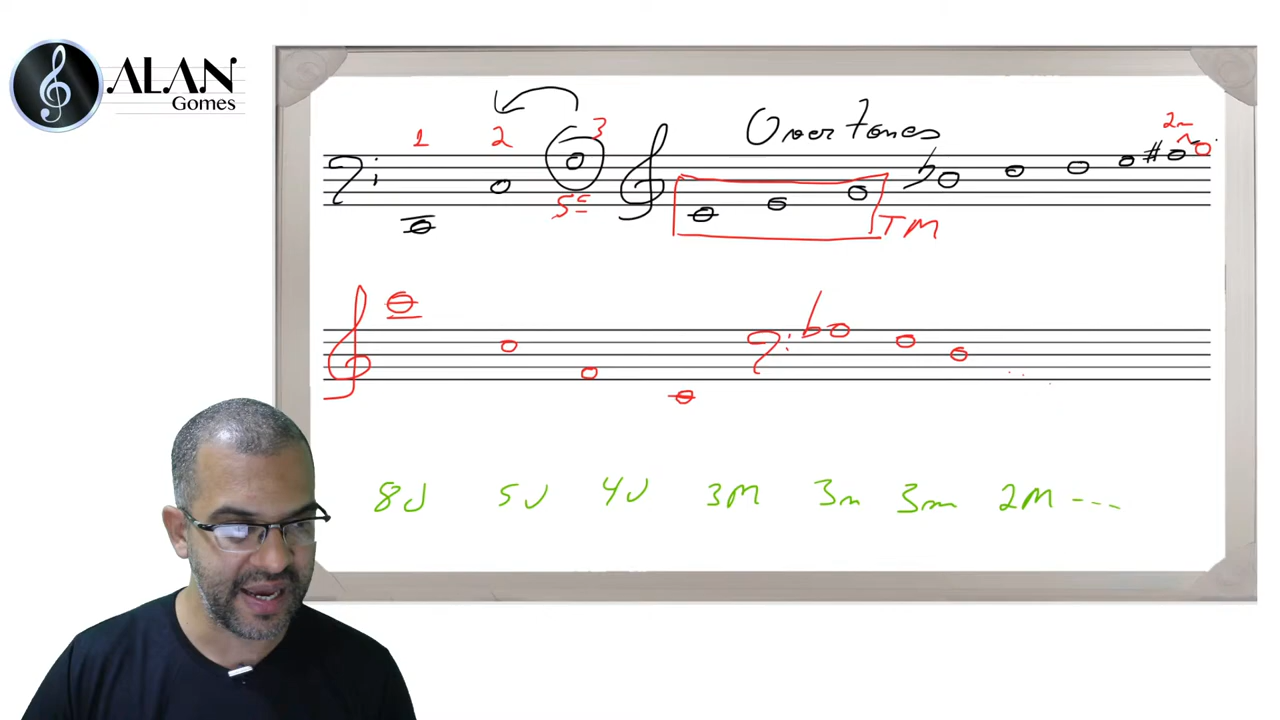 ALAN
Gomes
Overtones
1 2 3 2m
5ª
TM
8J 5J 4J 3M 3m 3m 2M ---